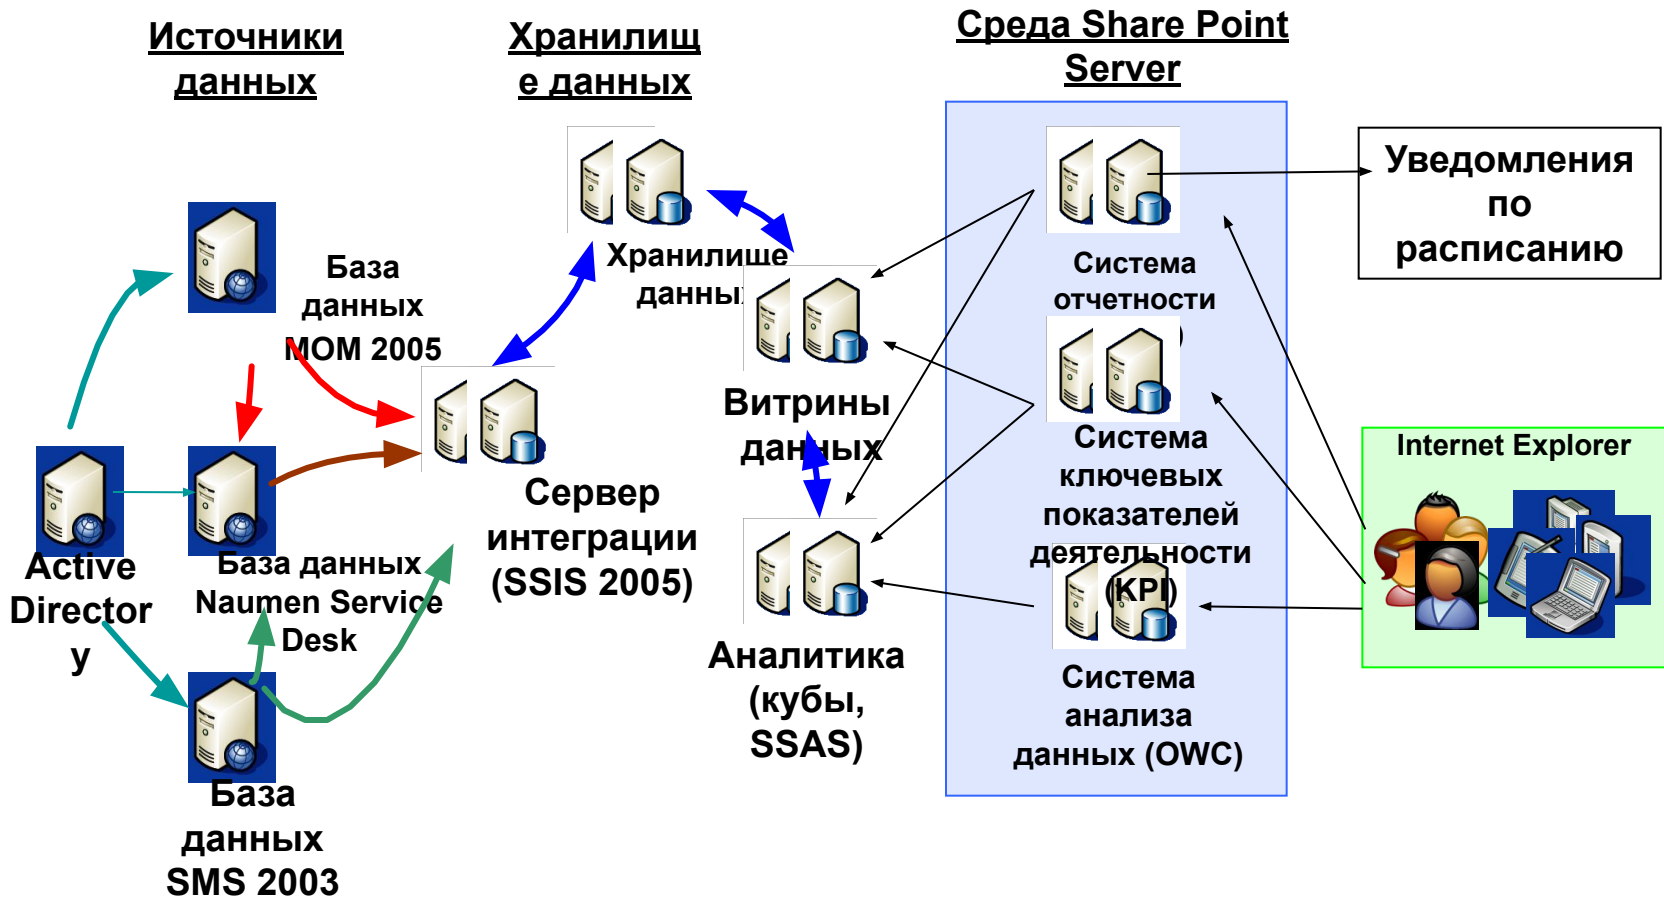 Источники
данных
Хранилищ
е данных
Среда Share Point
Server
База
данных
MOM 2005
Active
Director
y
База данных
Naumen Service
Desk
База
данных
SMS 2003
Сервер
интеграции
(SSIS 2005)
Хранилище
данных
Витрины
данных
Аналитика
(кубы,
SSAS)
Система
отчетности
)
Система
ключевых
показателей
деятельности
(KPI)
Система
анализа
данных (OWC)
Уведомления
по
расписанию
Internet Explorer